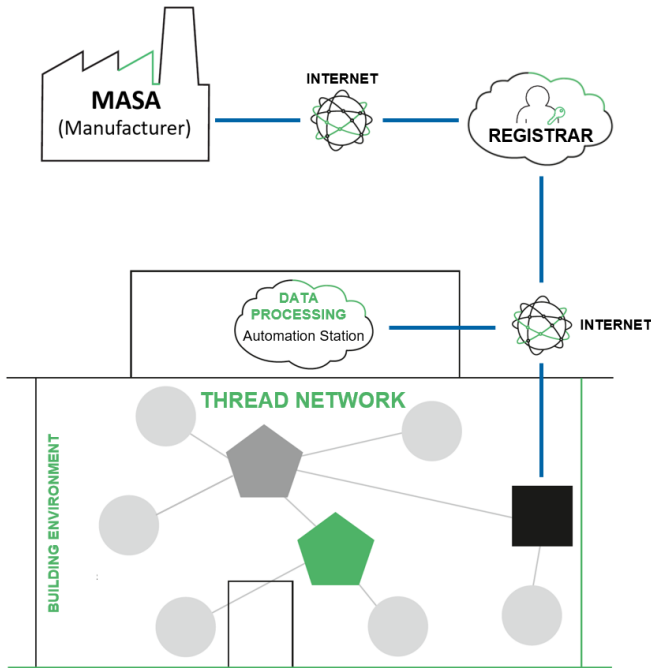 INTERNET
MASA
(Manufacturer)
REGISTRAR
DATA
PROCESSING
Automation Station
INTERNET
THREAD NETWORK
BUILDING ENVIRONMENT